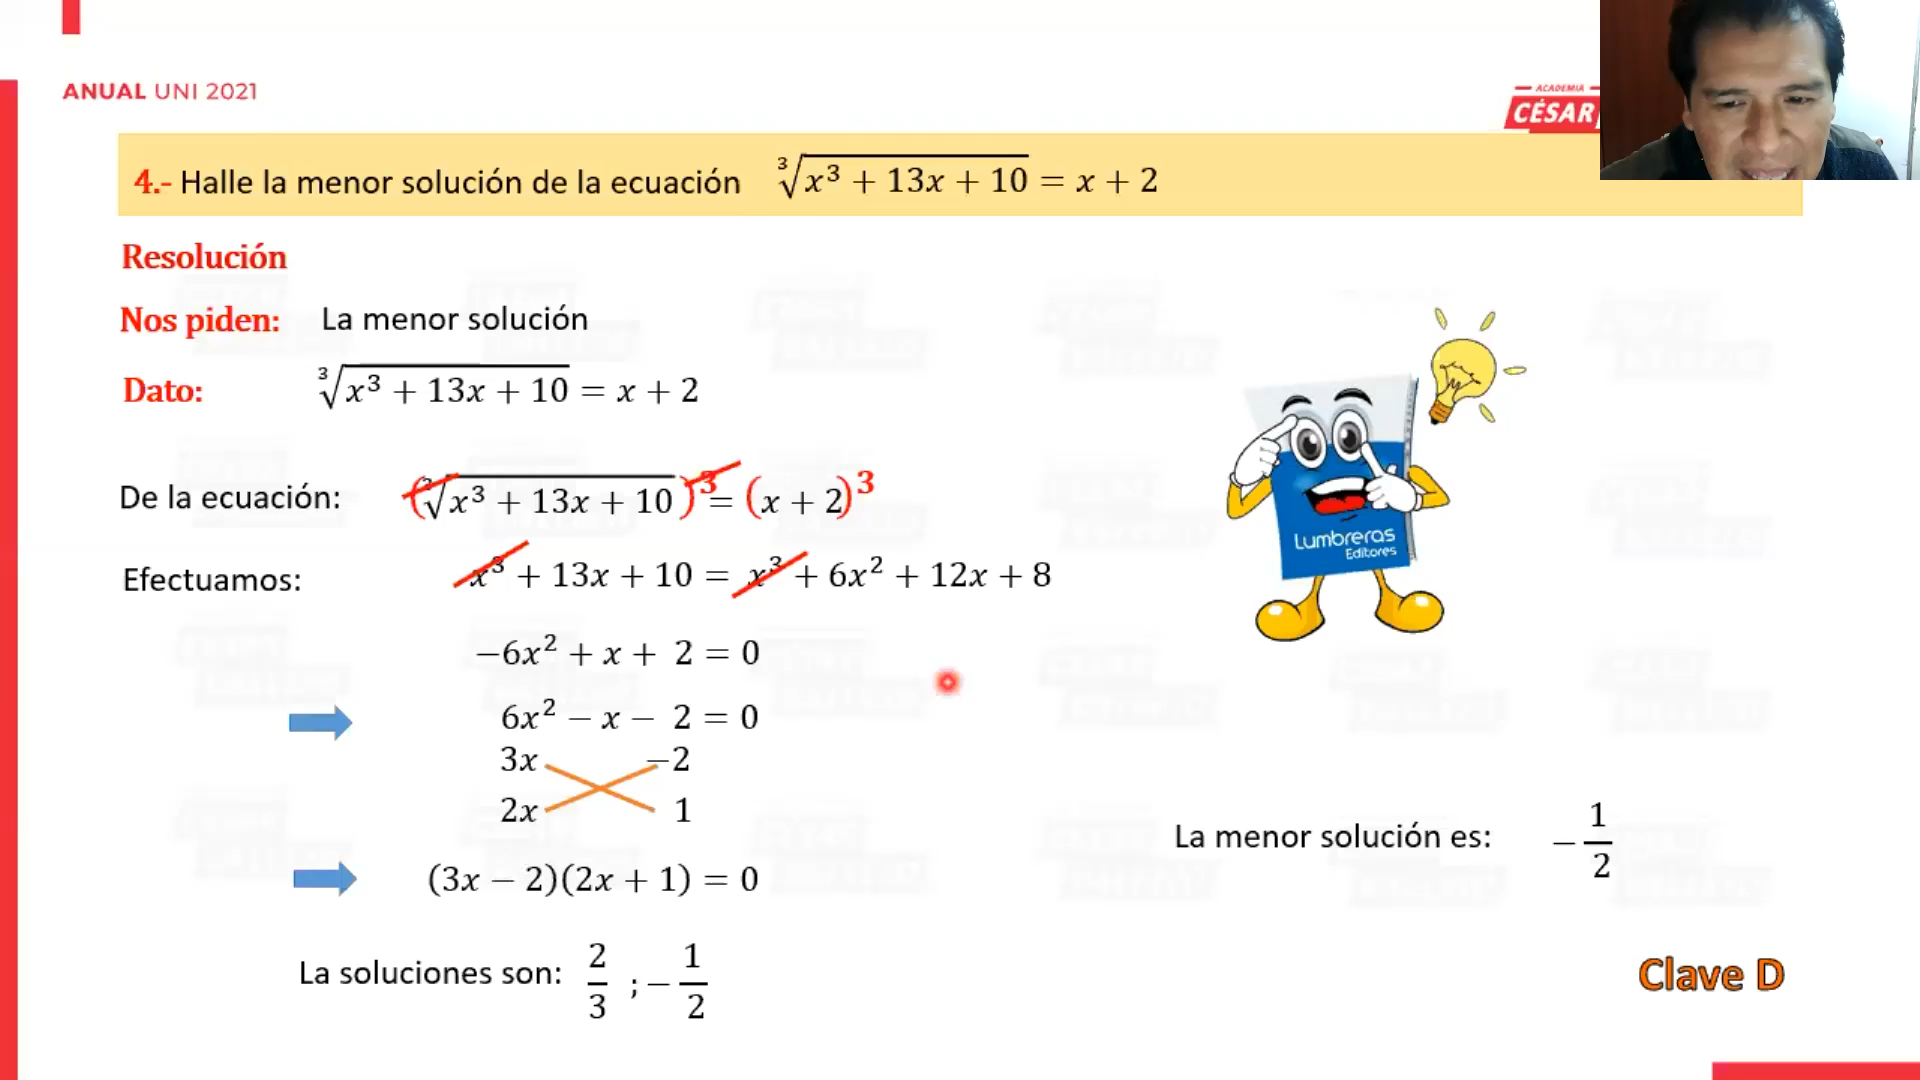 ANUAL UNI 2021
ACADEMIA
CÉSAR
4.- Halle la menor solución de la ecuación ∛(x³ + 13x + 10) = x + 2
Resolución
Nos piden: La menor solución
Dato: ∛(x³ + 13x + 10) = x + 2
De la ecuación: (∛(x³ + 13x + 10))³ = (x + 2)³
Efectuamos: x³ + 13x + 10 = x³ + 6x² + 12x + 8
−6x² + x + 2 = 0
6x² − x − 2 = 0
3x −2
2x 1
(3x − 2)(2x + 1) = 0
La soluciones son: 2/3 ; −1/2
Lumbreras
Editores
La menor solución es: −1/2
Clave D